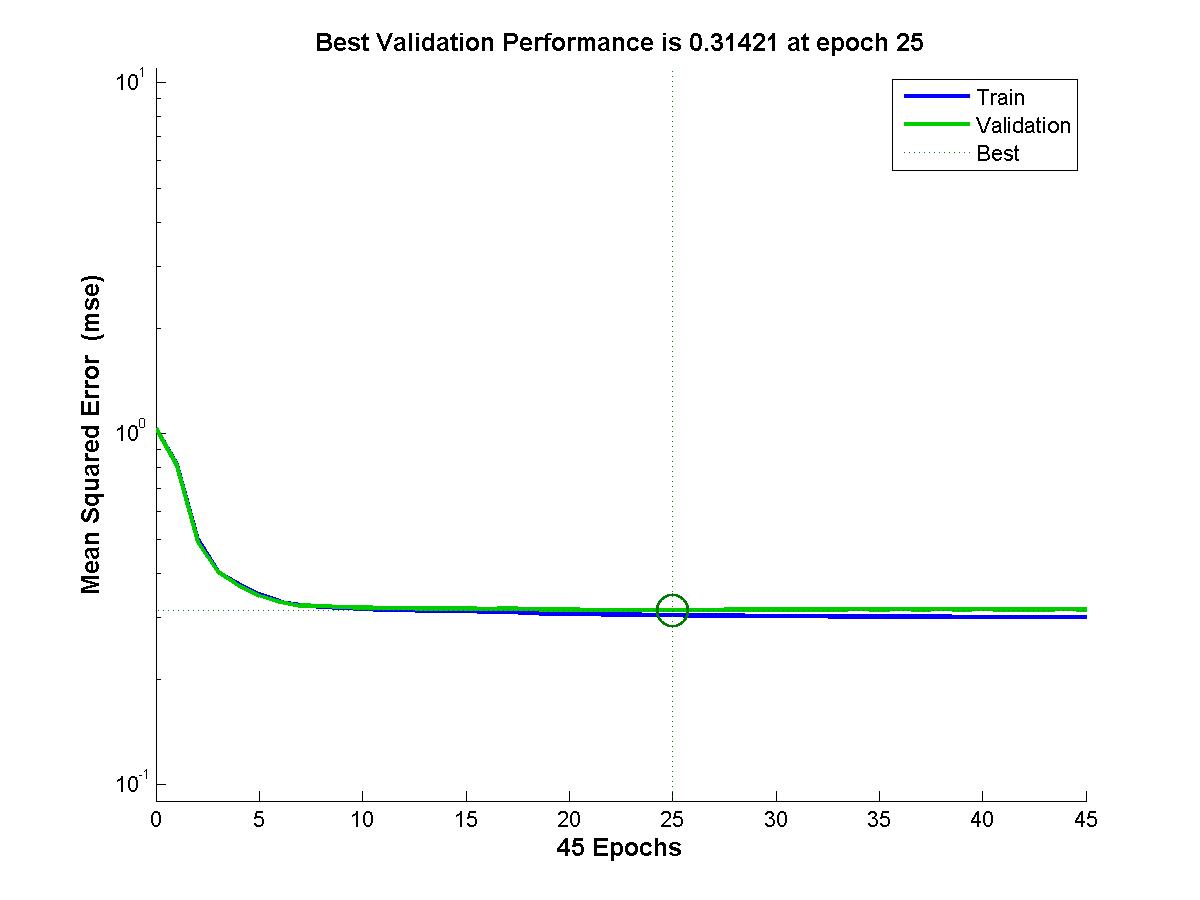 Best Validation Performance is 0.31421 at epoch 25
10^1
Train
Validation
Best
Mean Squared Error (mse)
10^0
10^-1
0 5 10 15 20 25 30 35 40 45
45 Epochs